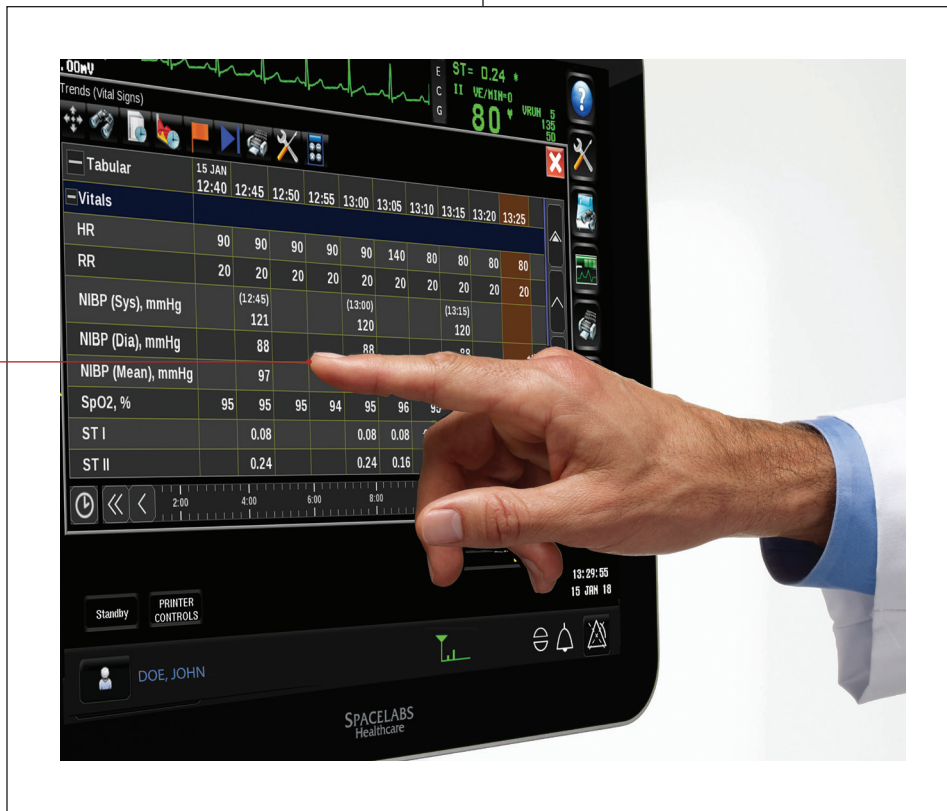 .00mV
E C G
ST= 0.24 *
II VE/MIN=0
80 VRUN 5
135
50
Trends (Vital Signs)
Tabular 15 JAN
12:40 12:45 12:50 12:55 13:00 13:05 13:10 13:15 13:20 13:25
Vitals
HR 90 90 90 90 90 140 80 80 80 80
RR 20 20 20 20 20 20 20 20 20 20
(12:45) (13:00) (13:15)
NIBP (Sys), mmHg 121 120 120
NIBP (Dia), mmHg 88 88 88
NIBP (Mean), mmHg 97
SpO2, % 95 95 95 94 95 96 95
ST I 0.08 0.08 0.08
ST II 0.24 0.24 0.16
2:00 4:00 6:00 8:00
13:29:55
15 JAN 18
Standby
PRINTER
CONTROLS
DOE, JOHN
SPACELABS
Healthcare